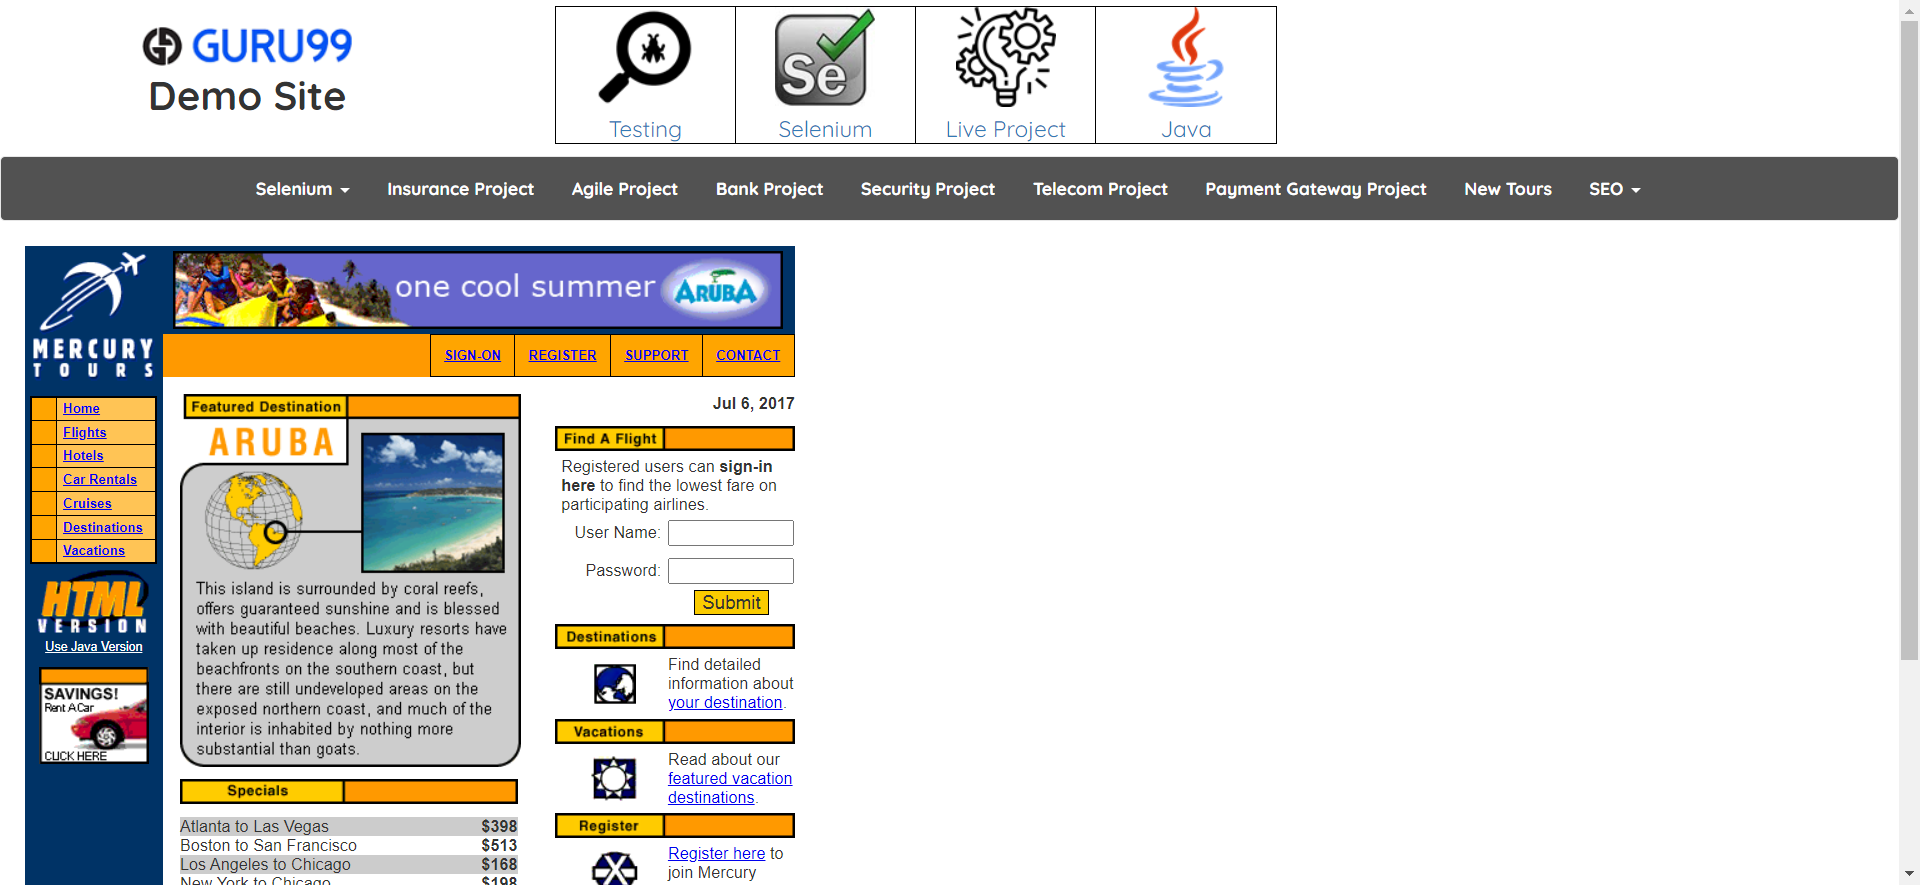 GURU99
Demo Site
Testing
Se
Selenium
Live Project
Java
Selenium
Insurance Project
Agile Project
Bank Project
Security Project
Telecom Project
Payment Gateway Project
New Tours
SEO
MERCURY
TOURS
one cool summer
ARUBA
SIGN-ON
REGISTER
SUPPORT
CONTACT
Home
Flights
Hotels
Car Rentals
Cruises
Destinations
Vacations
HTML
VERSION
Use Java Version
SAVINGS!
Rent A Car
CLICK HERE
Featured Destination
ARUBA
This island is surrounded by coral reefs,
offers guaranteed sunshine and is blessed
with beautiful beaches. Luxury resorts have
taken up residence along most of the
beachfronts on the southern coast, but
there are still undeveloped areas on the
exposed northern coast, and much of the
interior is inhabited by nothing more
substantial than goats.
Specials
Atlanta to Las Vegas $398
Boston to San Francisco $513
Los Angeles to Chicago $168
New York to Chicago $198
Jul 6, 2017
Find A Flight
Registered users can sign-in
here to find the lowest fare on
participating airlines.
User Name:
Password:
Submit
Destinations
Find detailed
information about
your destination.
Vacations
Read about our
featured vacation
destinations.
Register
Register here to
join Mercury